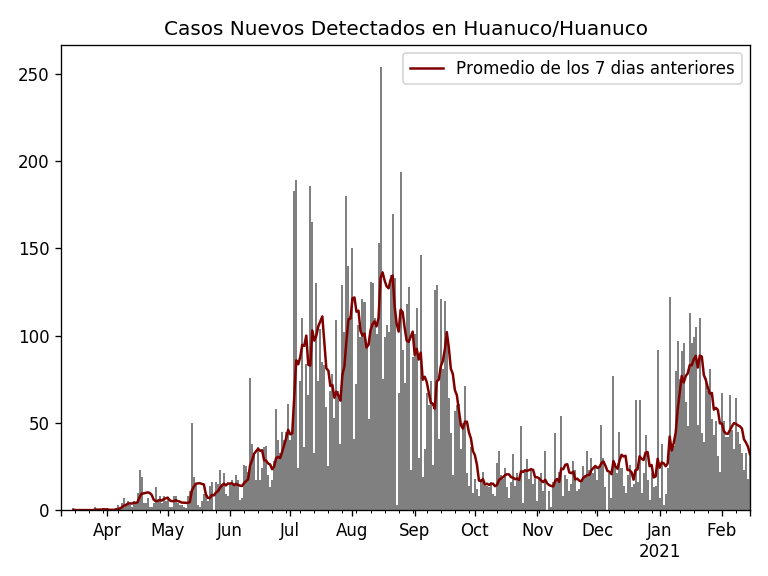 Casos Nuevos Detectados en Huanuco/Huanuco
Promedio de los 7 dias anteriores
250
200
150
100
50
0
Apr May Jun Jul Aug Sep Oct Nov Dec Jan Feb
2021